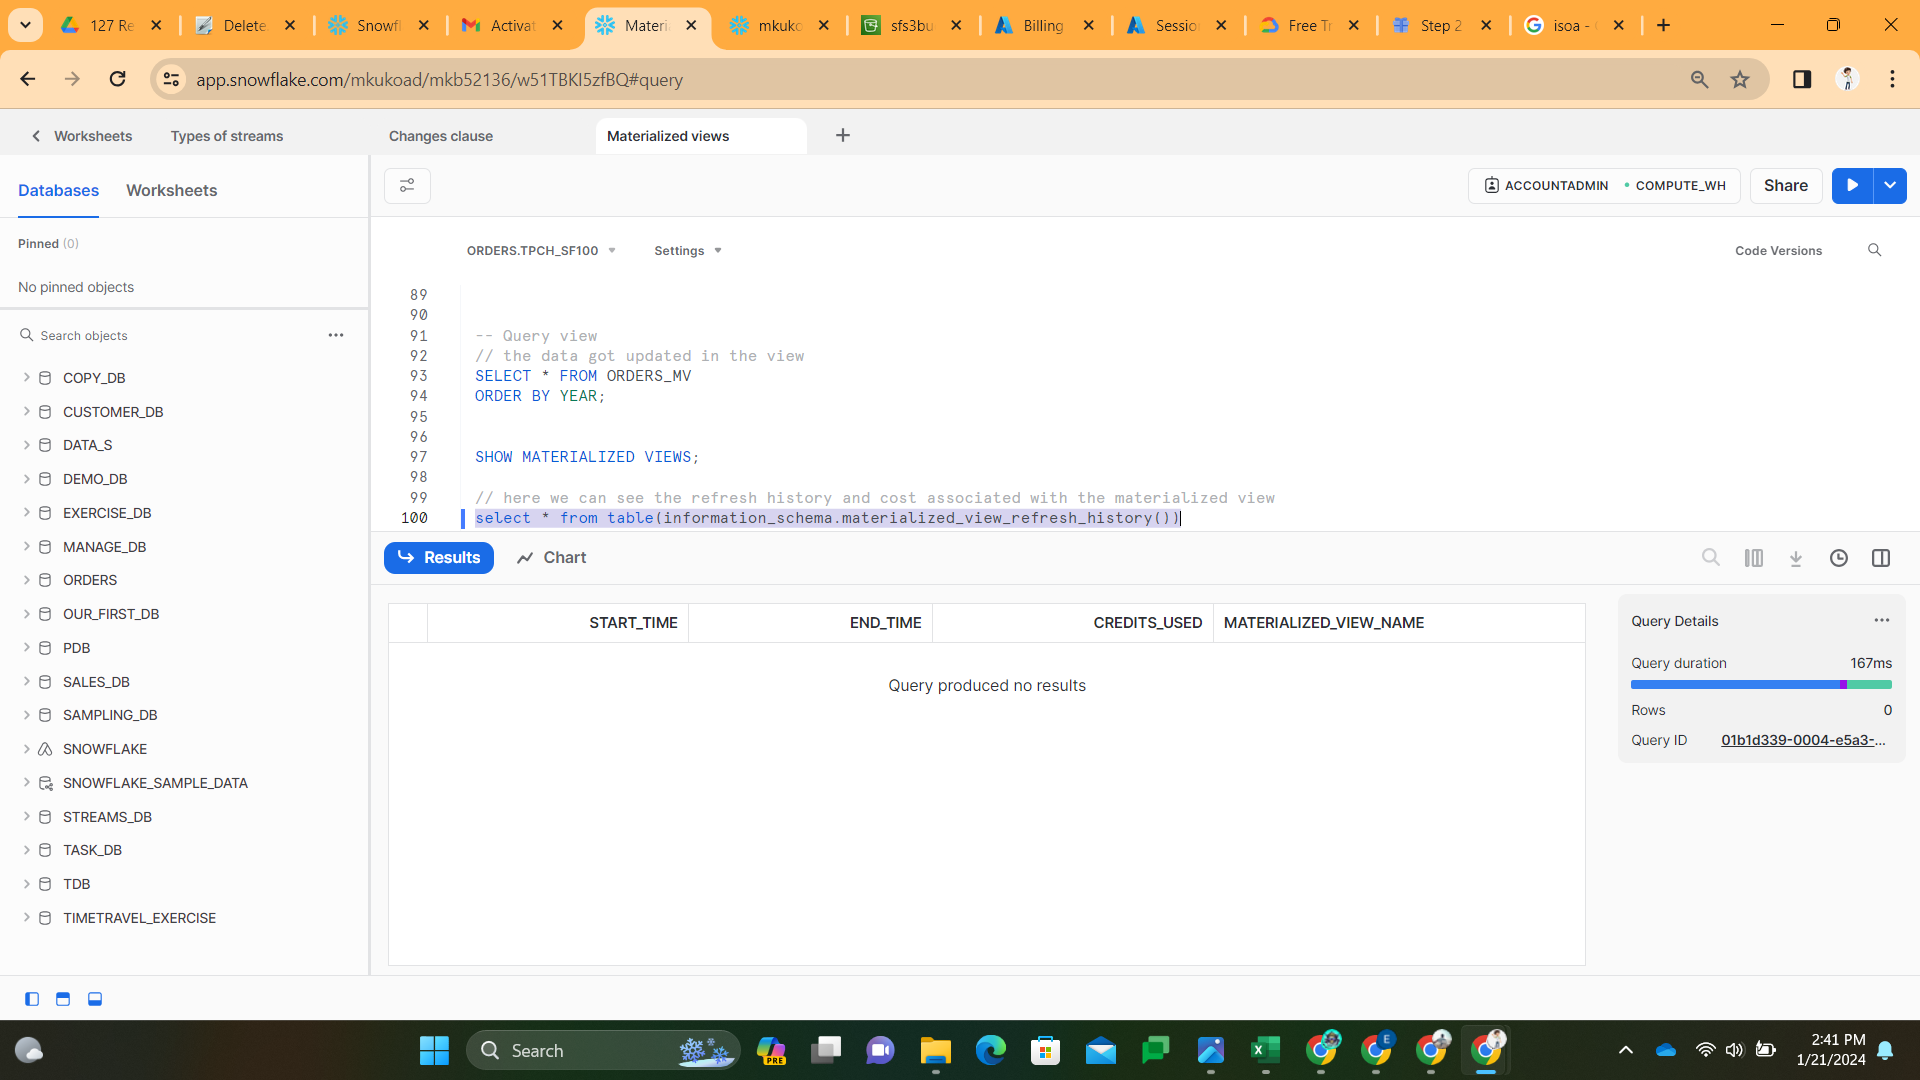 127 Re
Delete
Snowfl
Activat
Materi
mkuko
sfs3bu
Billing
Sessio
Free Tr
Step 2
isoa -
app.snowflake.com/mkukoad/mkb52136/w51TBKI5zfBQ#query
Worksheets
Types of streams
Changes clause
Materialized views
Databases
Worksheets
ACCOUNTADMIN
COMPUTE_WH
Share
Pinned (0)
No pinned objects
ORDERS.TPCH_SF100
Settings
Code Versions
Search objects
COPY_DB
CUSTOMER_DB
DATA_S
DEMO_DB
EXERCISE_DB
MANAGE_DB
ORDERS
OUR_FIRST_DB
PDB
SALES_DB
SAMPLING_DB
SNOWFLAKE
SNOWFLAKE_SAMPLE_DATA
STREAMS_DB
TASK_DB
TDB
TIMETRAVEL_EXERCISE
89
90
91 -- Query view
92 // the data got updated in the view
93 SELECT * FROM ORDERS_MV
94 ORDER BY YEAR;
95
96
97 SHOW MATERIALIZED VIEWS;
98
99 // here we can see the refresh history and cost associated with the materialized view
100 select * from table(information_schema.materialized_view_refresh_history())
Results
Chart
START_TIME
END_TIME
CREDITS_USED
MATERIALIZED_VIEW_NAME
Query produced no results
Query Details
Query duration 167ms
Rows 0
Query ID 01b1d339-0004-e5a3-...
Search
PRE
E
2:41 PM
1/21/2024